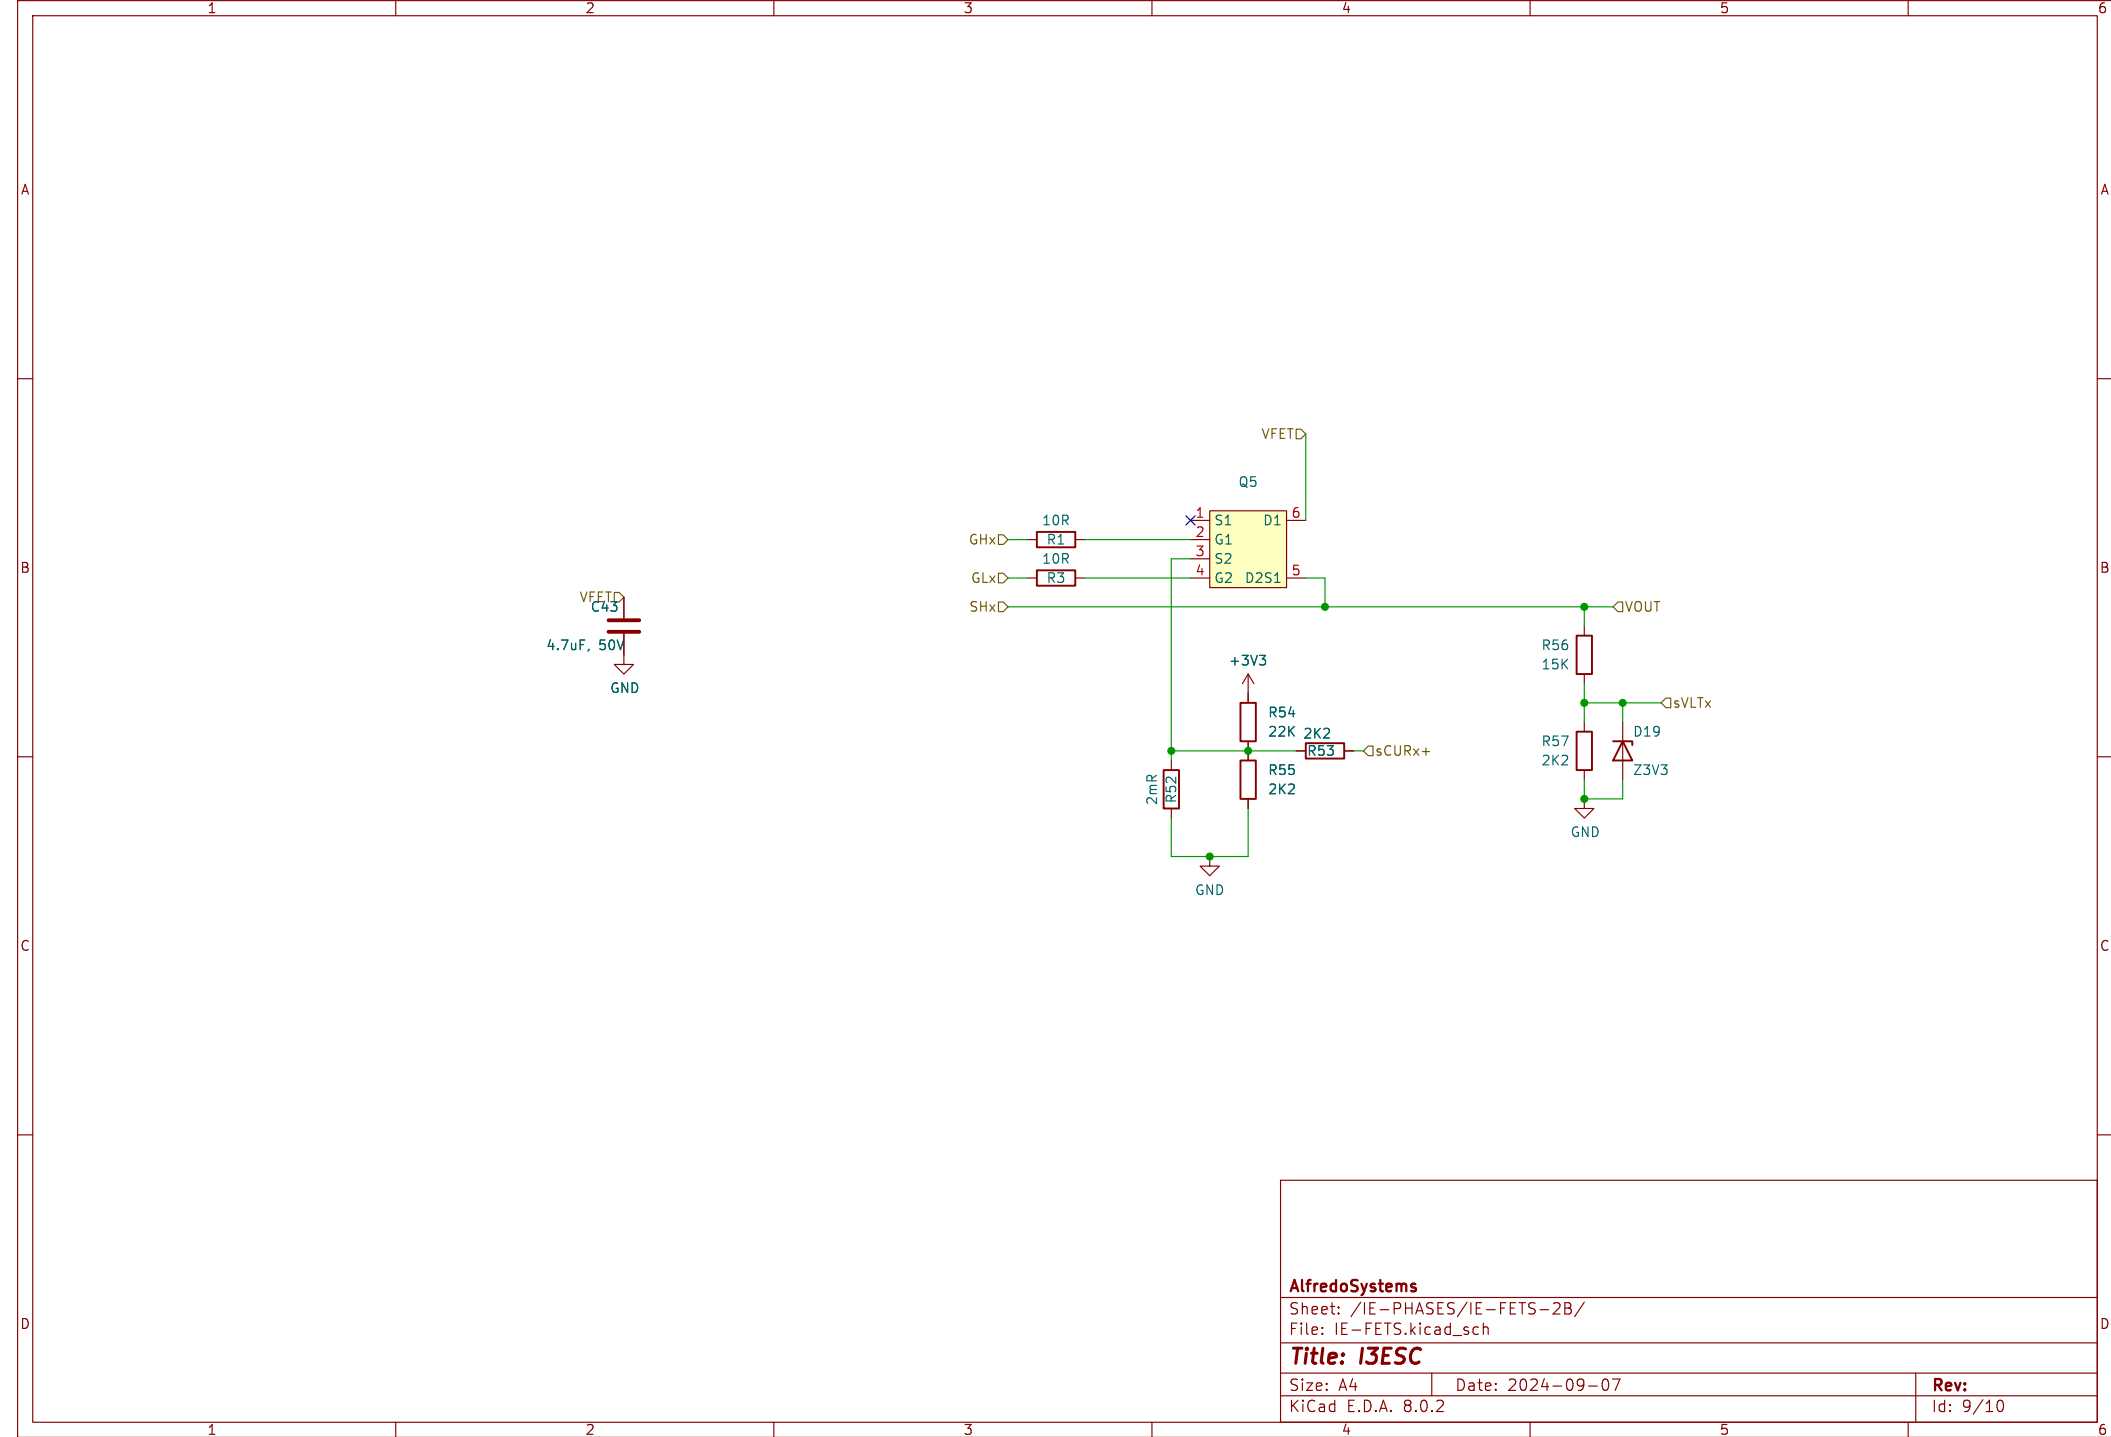 1 2 3 4 5 6
A A
VFET
Q5
1 S1 D1 6
10R
GHx R1 2 G1
10R
3 S2
B B
GLx R3 4 G2 D2S1 5
VFET
C43
SHx VOUT
4.7uF, 50V
GND
R56
15K
+3V3
sVLTx
R54
22K
2K2
R53 sCURx+
D19
R57
2K2
Z3V3
R55
2K2
2mR
R52
GND
GND
C C
AlfredoSystems
Sheet: /IE-PHASES/IE-FETS-2B/
File: IE-FETS.kicad_sch
D D
Title: I3ESC
Size: A4 Date: 2024-09-07 Rev:
KiCad E.D.A. 8.0.2 Id: 9/10
1 2 3 4 5 6